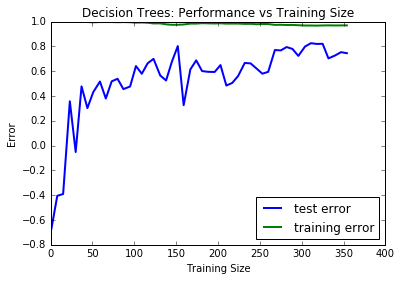 Decision Trees: Performance vs Training Size
1.0
0.8
0.6
0.4
0.2
0.0
−0.2
−0.4
−0.6
−0.8
Error
0 50 100 150 200 250 300 350 400
Training Size
test error
training error